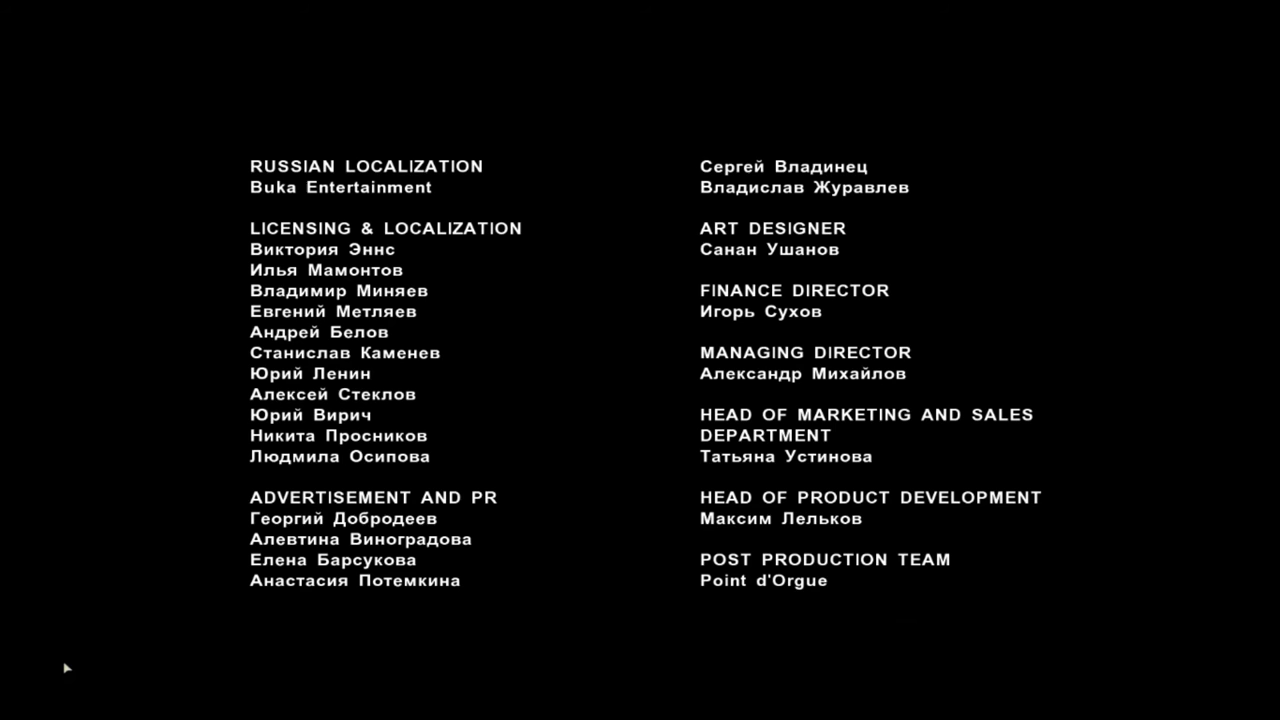 RUSSIAN LOCALIZATION
Buka Entertainment
LICENSING & LOCALIZATION
Виктория Эннс
Илья Мамонтов
Владимир Миняев
Евгений Метляев
Андрей Белов
Станислав Каменев
Юрий Ленин
Алексей Стеклов
Юрий Вирич
Никита Просников
Людмила Осипова
ADVERTISEMENT AND PR
Георгий Добродеев
Алевтина Виноградова
Елена Барсукова
Анастасия Потемкина
Сергей Владинец
Владислав Журавлев
ART DESIGNER
Санан Ушанов
FINANCE DIRECTOR
Игорь Сухов
MANAGING DIRECTOR
Александр Михайлов
HEAD OF MARKETING AND SALES
DEPARTMENT
Татьяна Устинова
HEAD OF PRODUCT DEVELOPMENT
Максим Лельков
POST PRODUCTION TEAM
Point d'Orgue